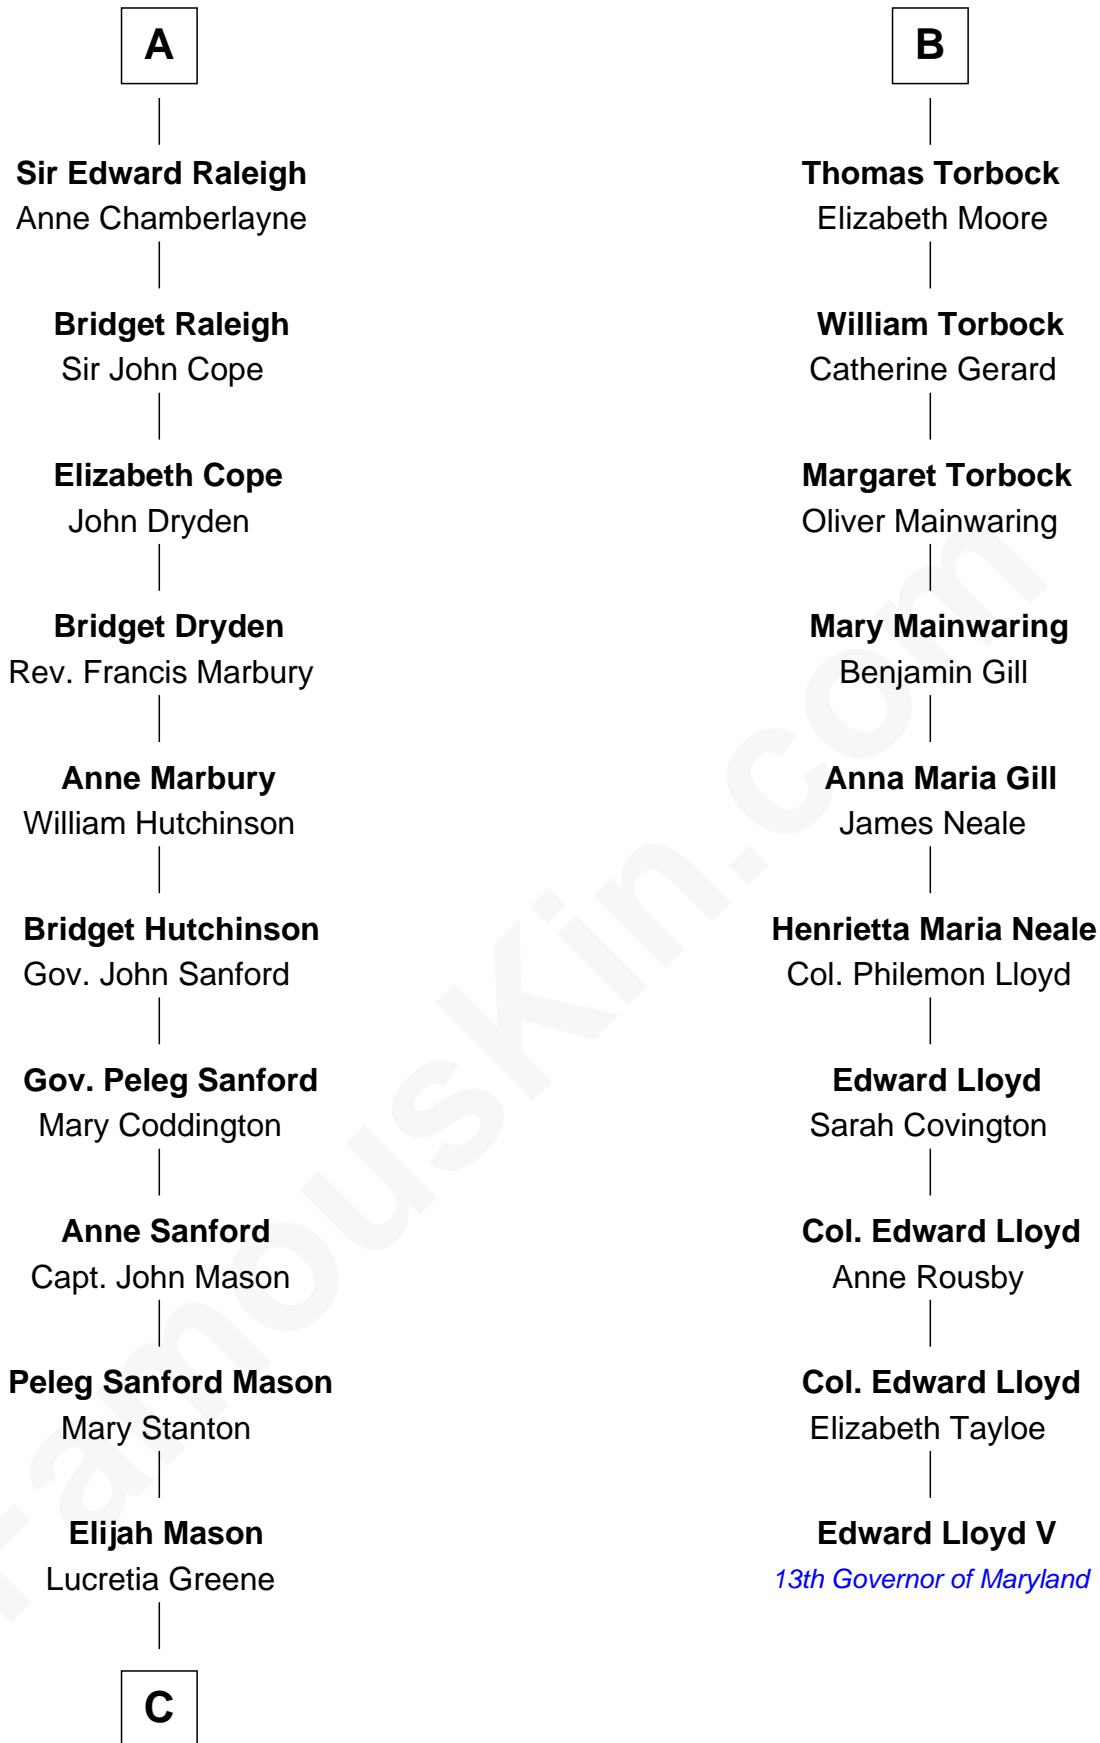 A
Sir Edward Raleigh
Anne Chamberlayne
Bridget Raleigh
Sir John Cope
Elizabeth Cope
John Dryden
Bridget Dryden
Rev. Francis Marbury
Anne Marbury
William Hutchinson
Bridget Hutchinson
Gov. John Sanford
Gov. Peleg Sanford
Mary Coddington
Anne Sanford
Capt. John Mason
Peleg Sanford Mason
Mary Stanton
Elijah Mason
Lucretia Greene
C
B
Thomas Torbock
Elizabeth Moore
William Torbock
Catherine Gerard
Margaret Torbock
Oliver Mainwaring
Mary Mainwaring
Benjamin Gill
Anna Maria Gill
James Neale
Henrietta Maria Neale
Col. Philemon Lloyd
Edward Lloyd
Sarah Covington
Col. Edward Lloyd
Anne Rousby
Col. Edward Lloyd
Elizabeth Tayloe
Edward Lloyd V
13th Governor of Maryland
FamousKin.com